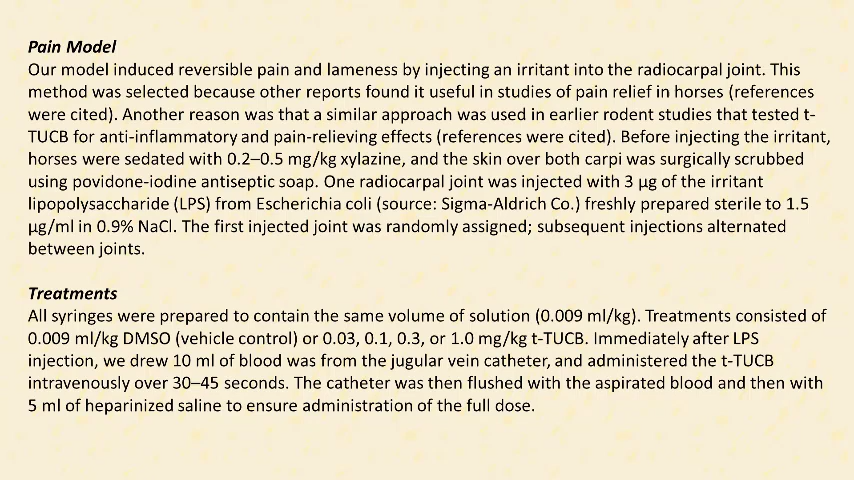 Pain Model
Our model induced reversible pain and lameness by injecting an irritant into the radiocarpal joint. This
method was selected because other reports found it useful in studies of pain relief in horses (references
were cited). Another reason was that a similar approach was used in earlier rodent studies that tested t-
TUCB for anti-inflammatory and pain-relieving effects (references were cited). Before injecting the irritant,
horses were sedated with 0.2–0.5 mg/kg xylazine, and the skin over both carpi was surgically scrubbed
using povidone-iodine antiseptic soap. One radiocarpal joint was injected with 3 µg of the irritant
lipopolysaccharide (LPS) from Escherichia coli (source: Sigma-Aldrich Co.) freshly prepared sterile to 1.5
µg/ml in 0.9% NaCl. The first injected joint was randomly assigned; subsequent injections alternated
between joints.
Treatments
All syringes were prepared to contain the same volume of solution (0.009 ml/kg). Treatments consisted of
0.009 ml/kg DMSO (vehicle control) or 0.03, 0.1, 0.3, or 1.0 mg/kg t-TUCB. Immediately after LPS
injection, we drew 10 ml of blood was from the jugular vein catheter, and administered the t-TUCB
intravenously over 30–45 seconds. The catheter was then flushed with the aspirated blood and then with
5 ml of heparinized saline to ensure administration of the full dose.